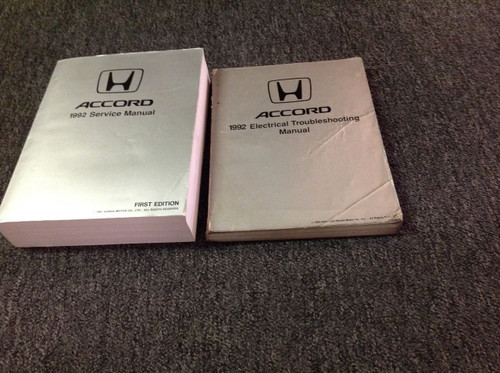 ACCORD
1992 Service Manual
FIRST EDITION
ACCORD
1992 Electrical Troubleshooting
Manual